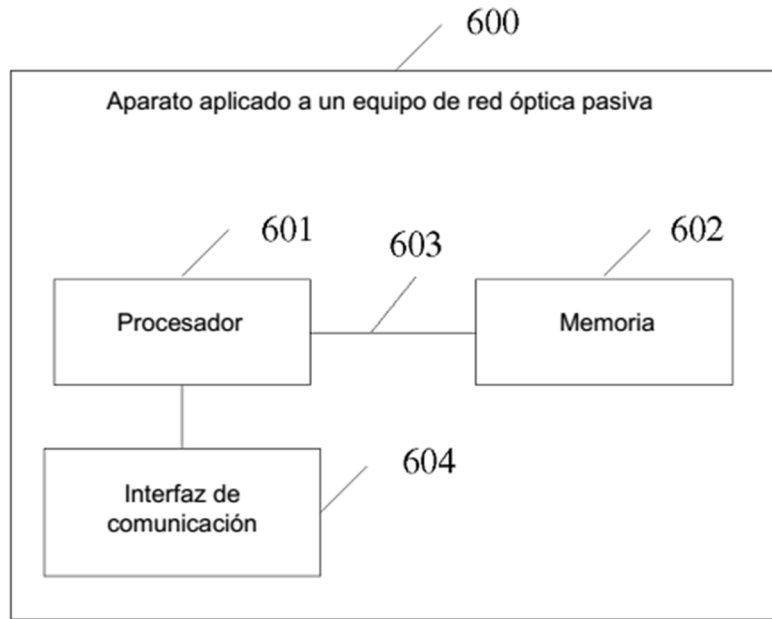 600
Aparato aplicado a un equipo de red óptica pasiva
601
603
602
Procesador
Memoria
604
Interfaz de
comunicación